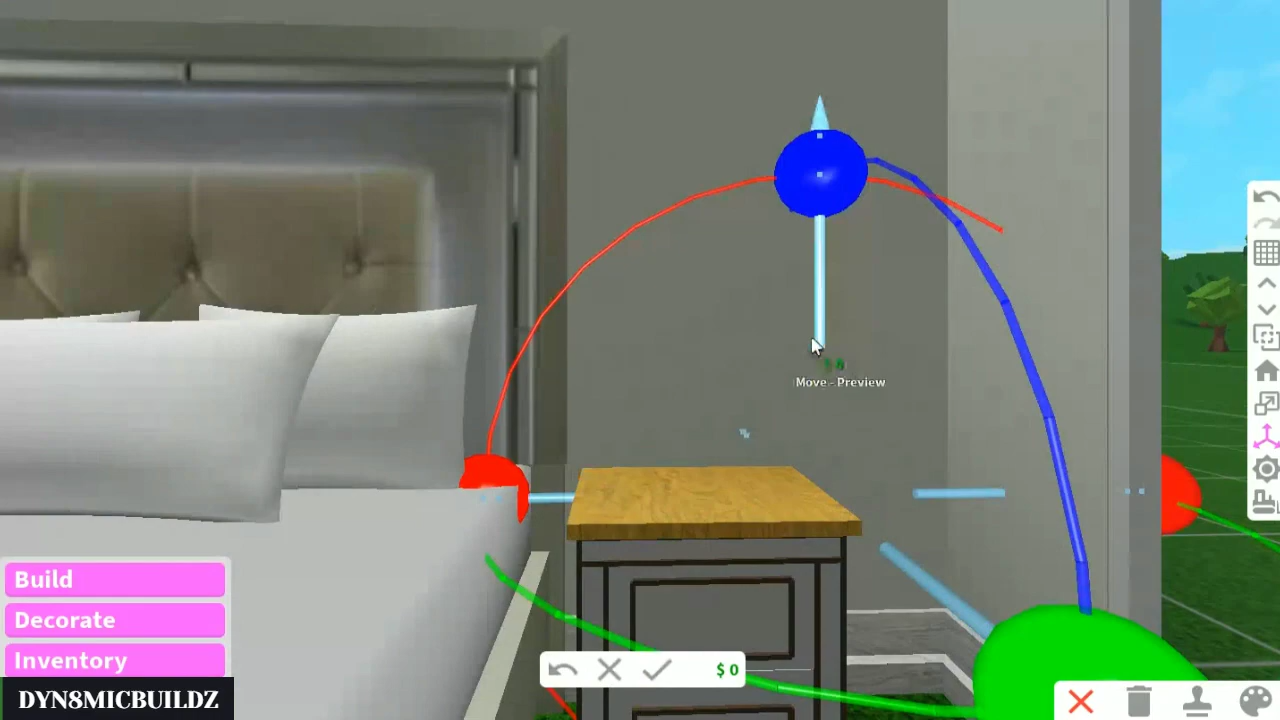 Move - Preview
Build
Decorate
Inventory
$ 0
DYN8MICBUILDZ